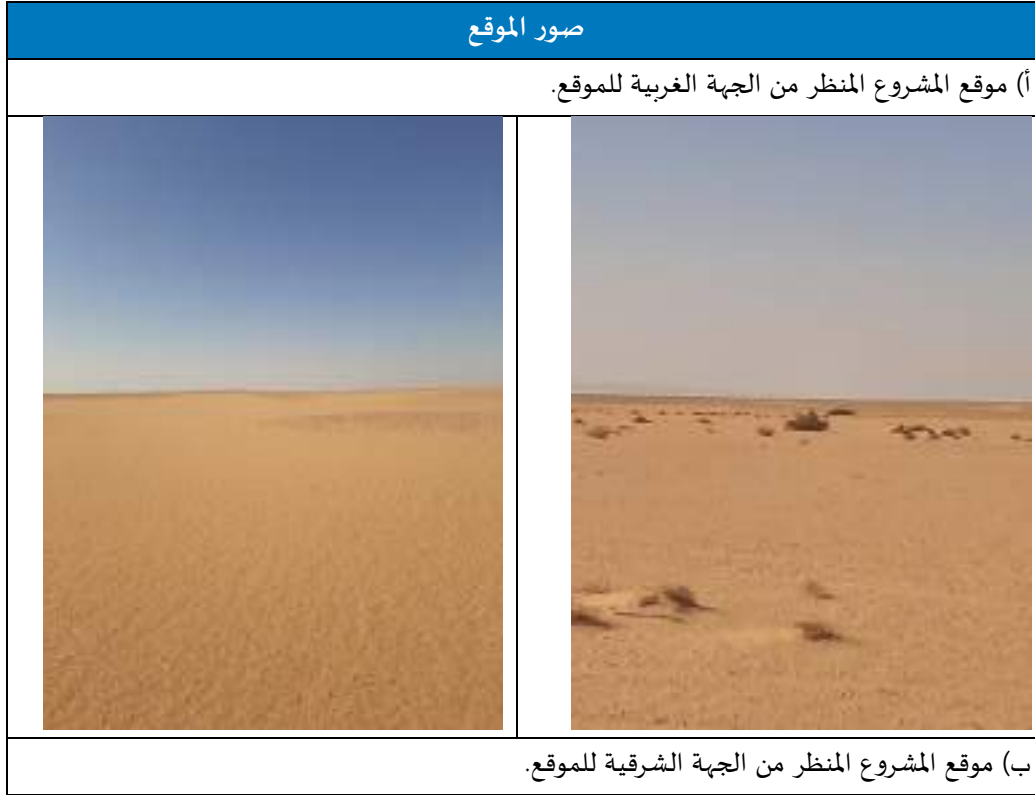 صور الموقع
أ) موقع المشروع المنظر من الجهة الغربية للموقع.
ب) موقع المشروع المنظر من الجهة الشرقية للموقع.